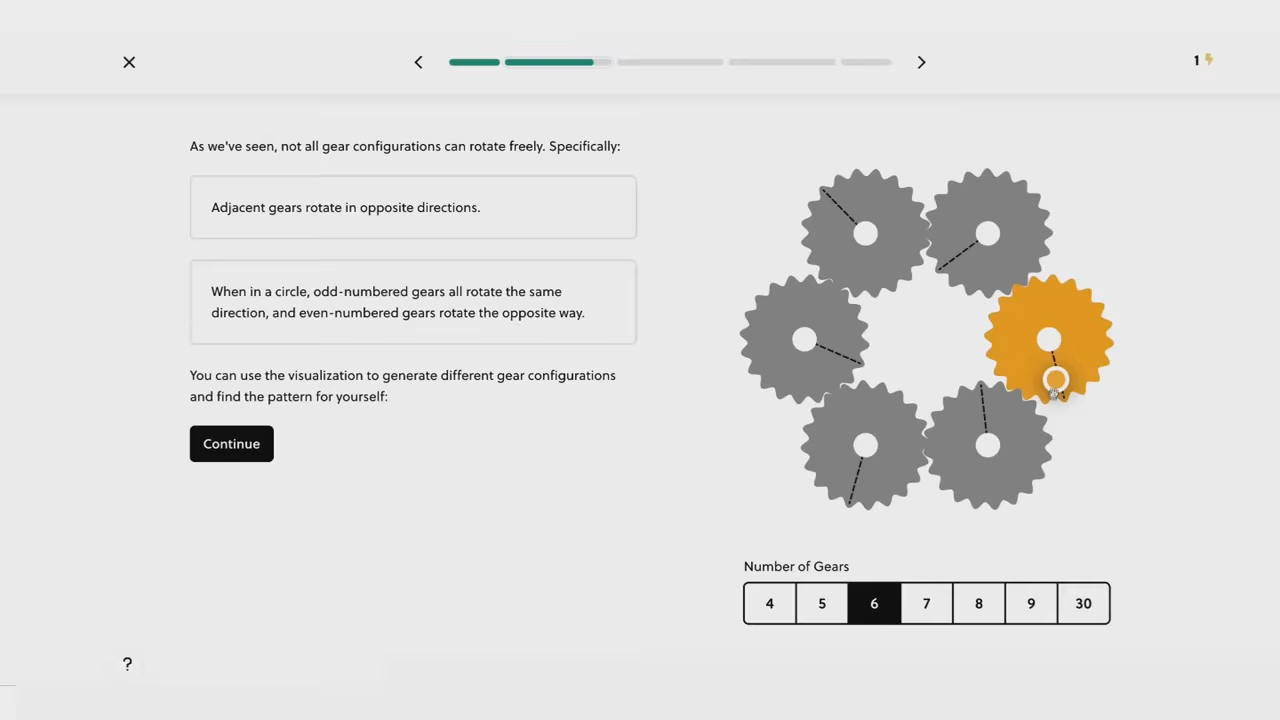 1
As we've seen, not all gear configurations can rotate freely. Specifically:
Adjacent gears rotate in opposite directions.
When in a circle, odd-numbered gears all rotate the same
direction, and even-numbered gears rotate the opposite way.
You can use the visualization to generate different gear configurations
and find the pattern for yourself:
Continue
Number of Gears
4 5 6 7 8 9 30
?